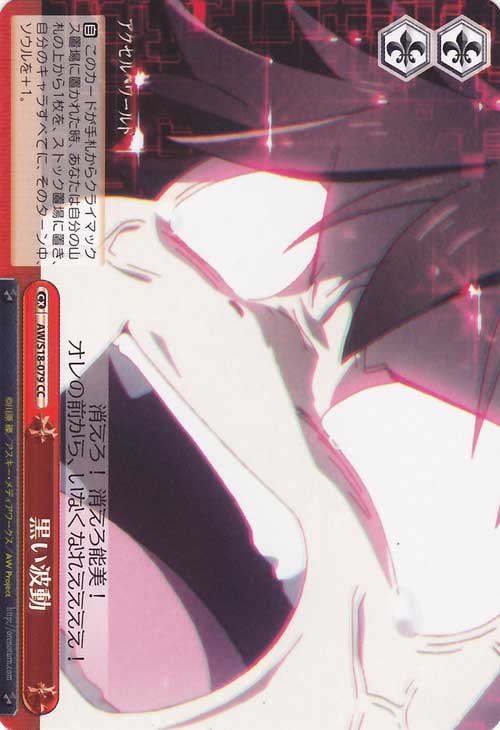 アクセル・ワールド
【自】このカードが手札からクライマック
ス置場に置かれた時、あなたは自分の山
札の上から1枚を、ストック置場に置き、
自分のキャラすべてに、そのターン中、
ソウルを＋1。
消えろ！ 消えろ能美！
オレの前から、いなくなれえええええ！
CX
AW/S18-079 CC
黒い波動
©川原 礫／アスキー・メディアワークス／AW Project
http://orenotum.com